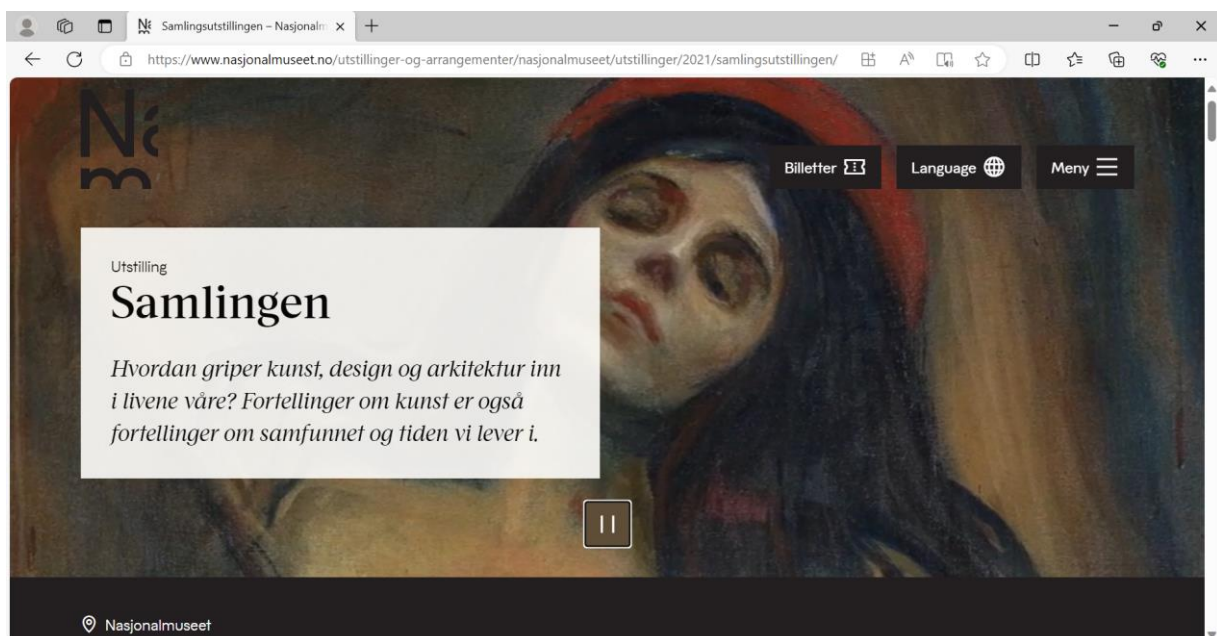 Samlingsutstillingen – Nasjonalm
https://www.nasjonalmuseet.no/utstillinger-og-arrangementer/nasjonalmuseet/utstillinger/2021/samlingsutstillingen/
Na
m
Billetter
Language
Meny
Utstilling
Samlingen
Hvordan griper kunst, design og arkitektur inn
i livene våre? Fortellinger om kunst er også
fortellinger om samfunnet og tiden vi lever i.
Nasjonalmuseet